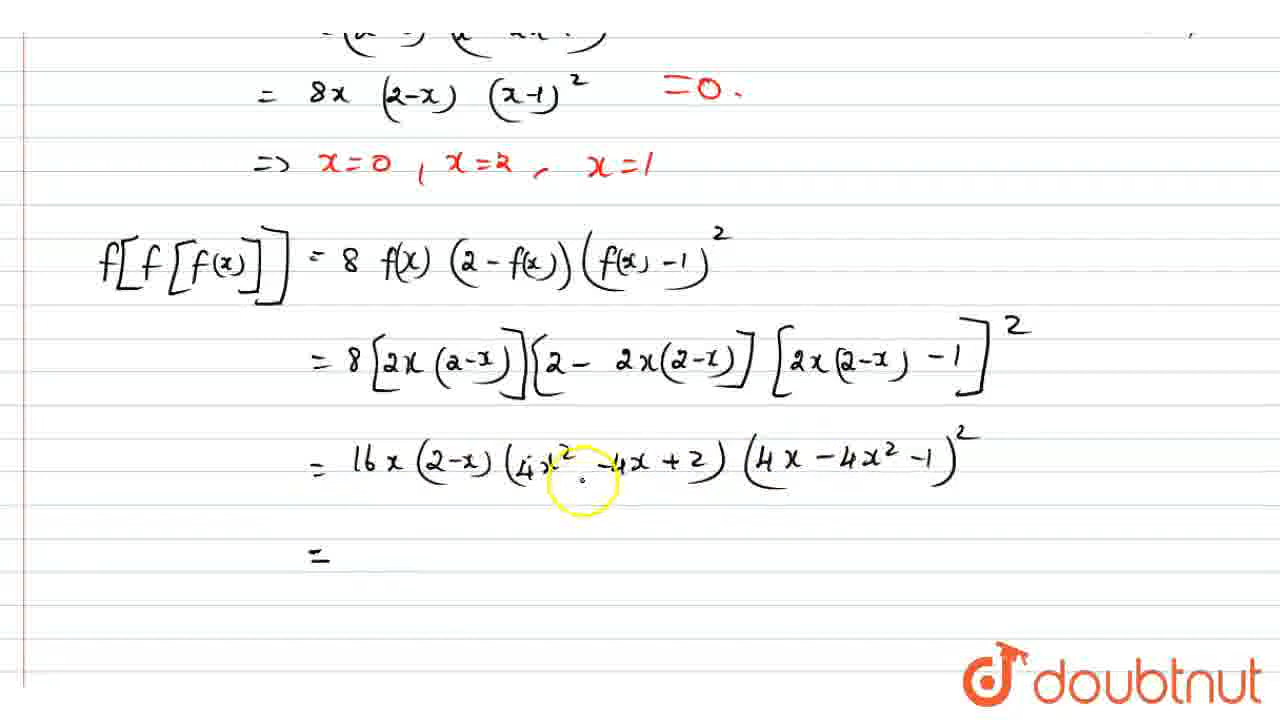 = 8x (2-x) (x-1)²   = 0.
=> x=0 , x=2 , x=1
f[f[f(x)]] = 8 f(x) (2-f(x)) (f(x)-1)²
= 8[2x(2-x)][2- 2x(2-x)] [2x(2-x) -1]²
= 16x (2-x) (4x² -4x+2) (4x-4x²-1)²
=
doubtnut